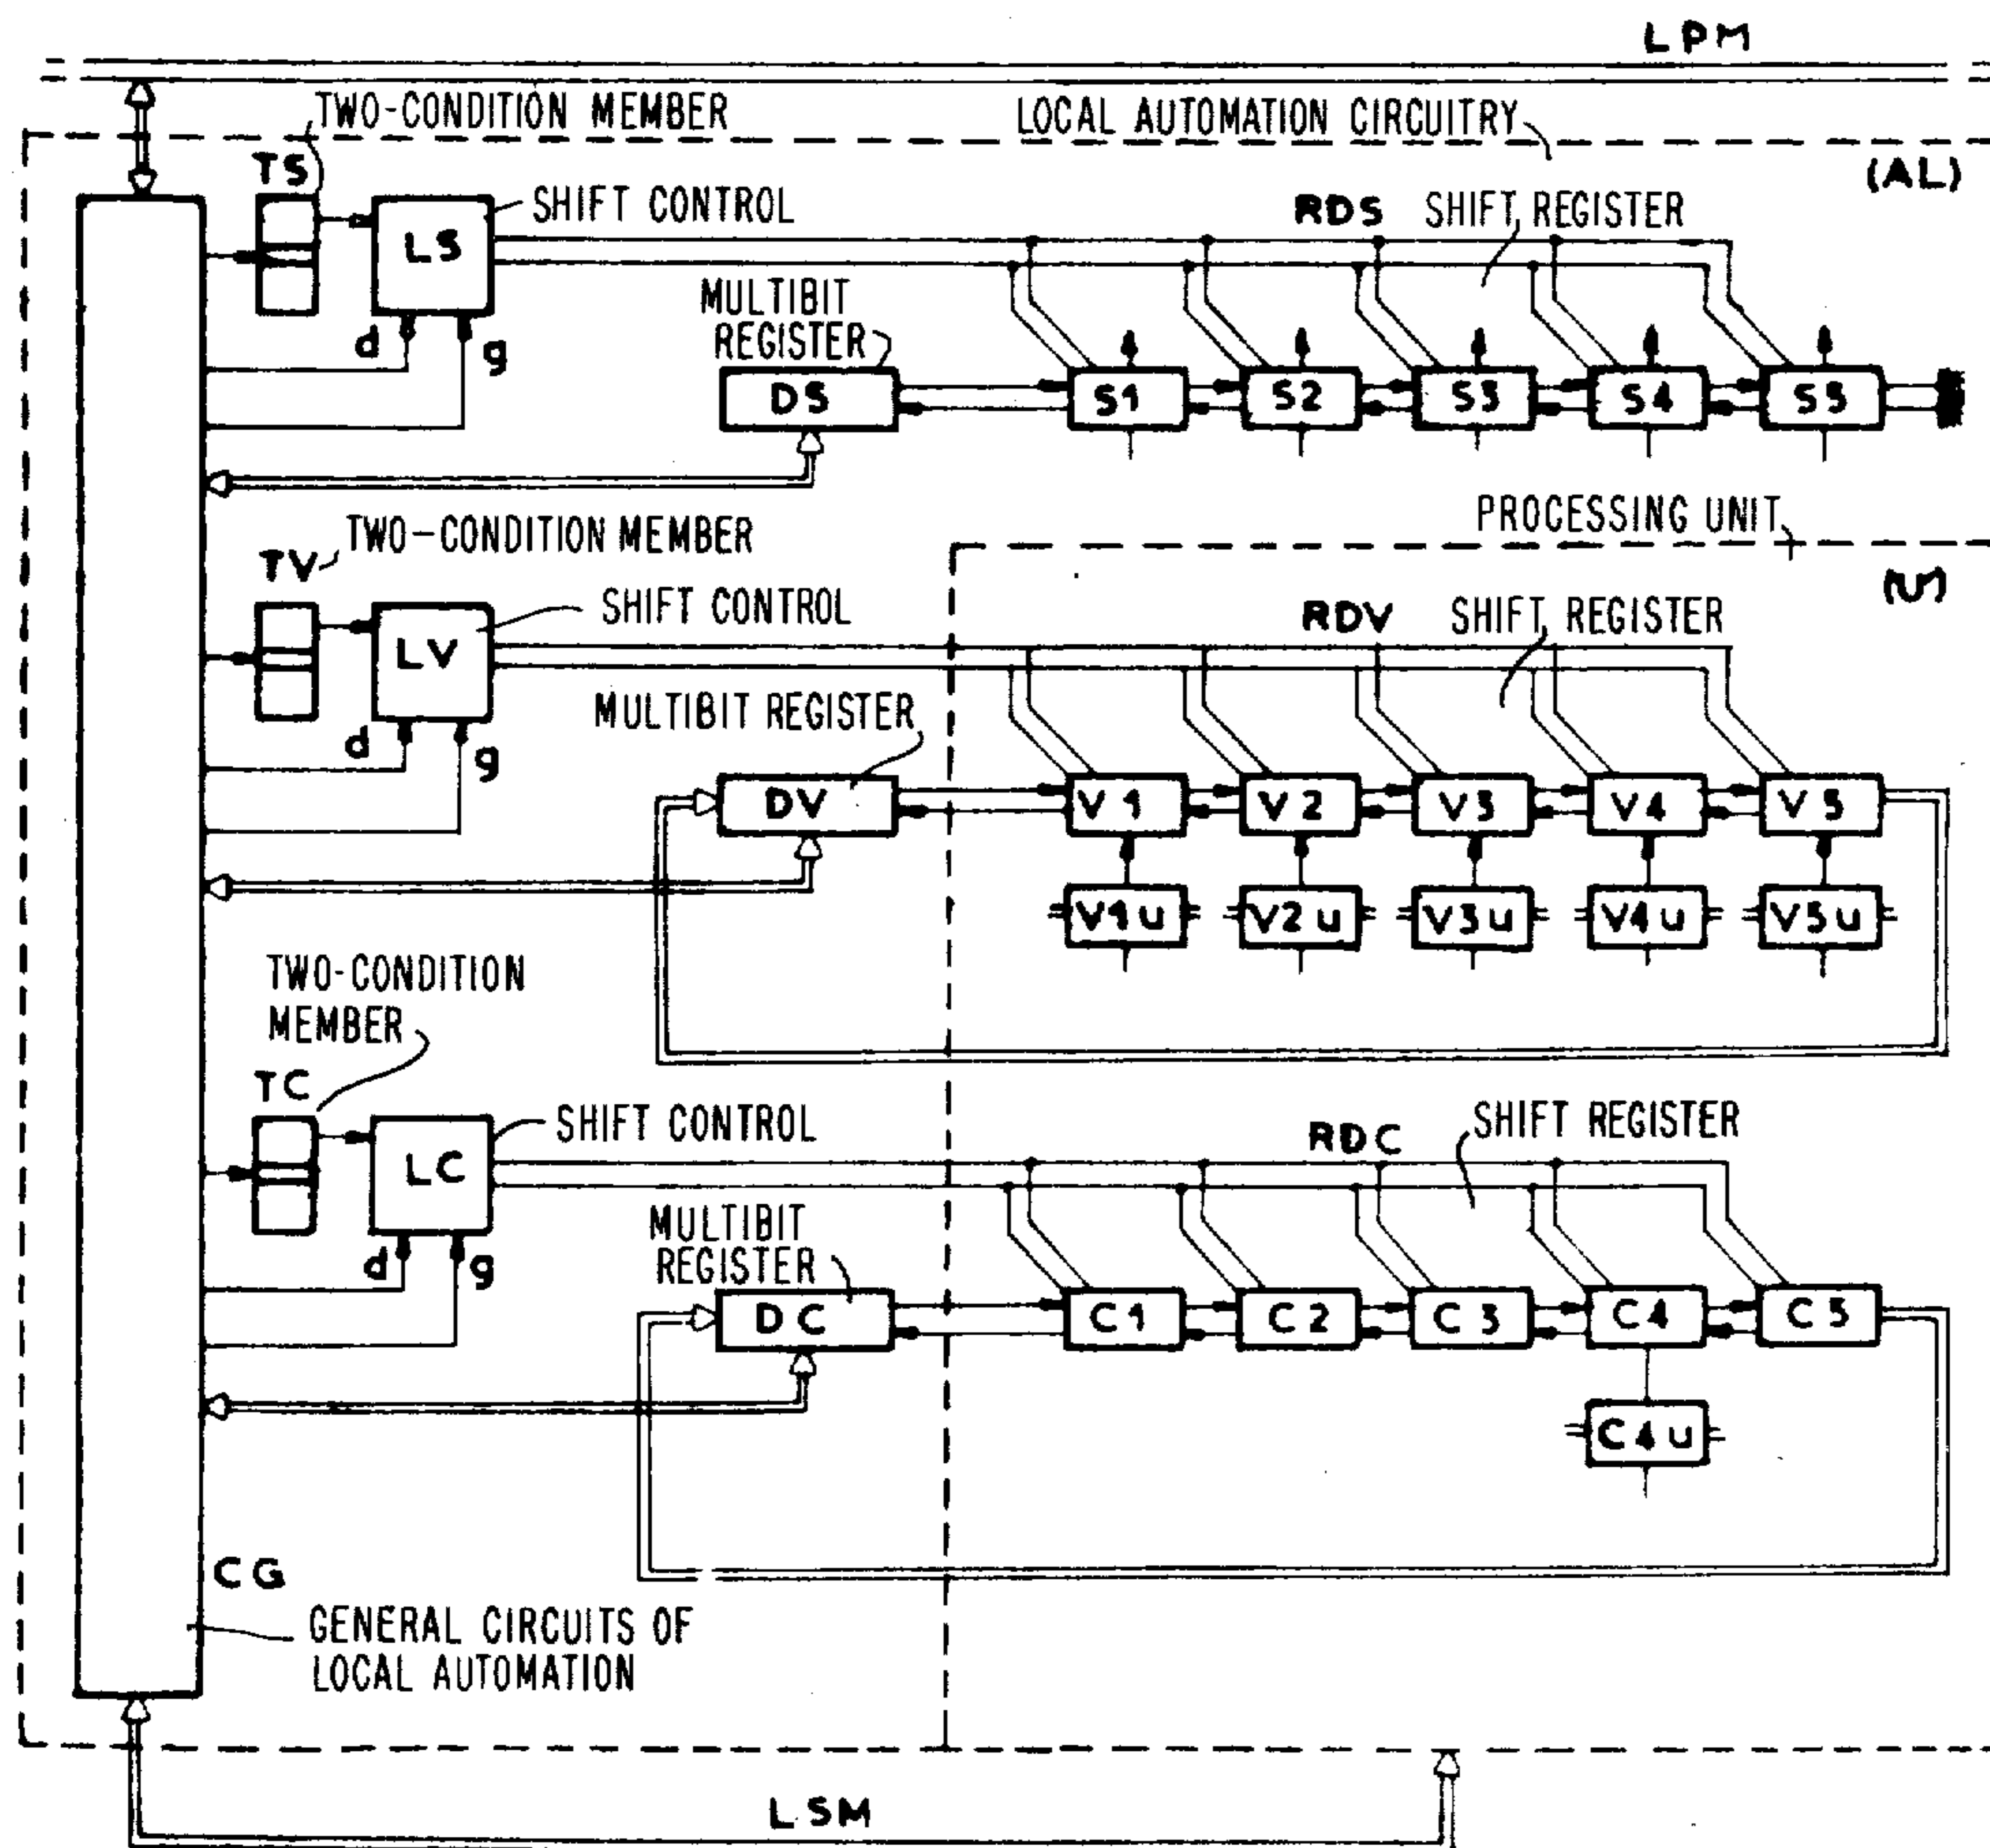 LPM
TWO-CONDITION MEMBER
LOCAL AUTOMATION CIRCUITRY
(AL)
TS
LS
SHIFT CONTROL
RDS
SHIFT REGISTER
d
g
MULTIBIT
REGISTER
DS
S1
S2
S3
S4
S5
PROCESSING UNIT
(U)
TWO-CONDITION MEMBER
TV
LV
SHIFT CONTROL
RDV
SHIFT REGISTER
d
g
MULTIBIT REGISTER
DV
V1
V2
V3
V4
V5
V1u
V2u
V3u
V4u
V5u
TWO-CONDITION
MEMBER
TC
LC
SHIFT CONTROL
RDC
SHIFT REGISTER
d
g
MULTIBIT
REGISTER
DC
C1
C2
C3
C4
C5
C4u
CG
GENERAL CIRCUITS OF
LOCAL AUTOMATION
LSM